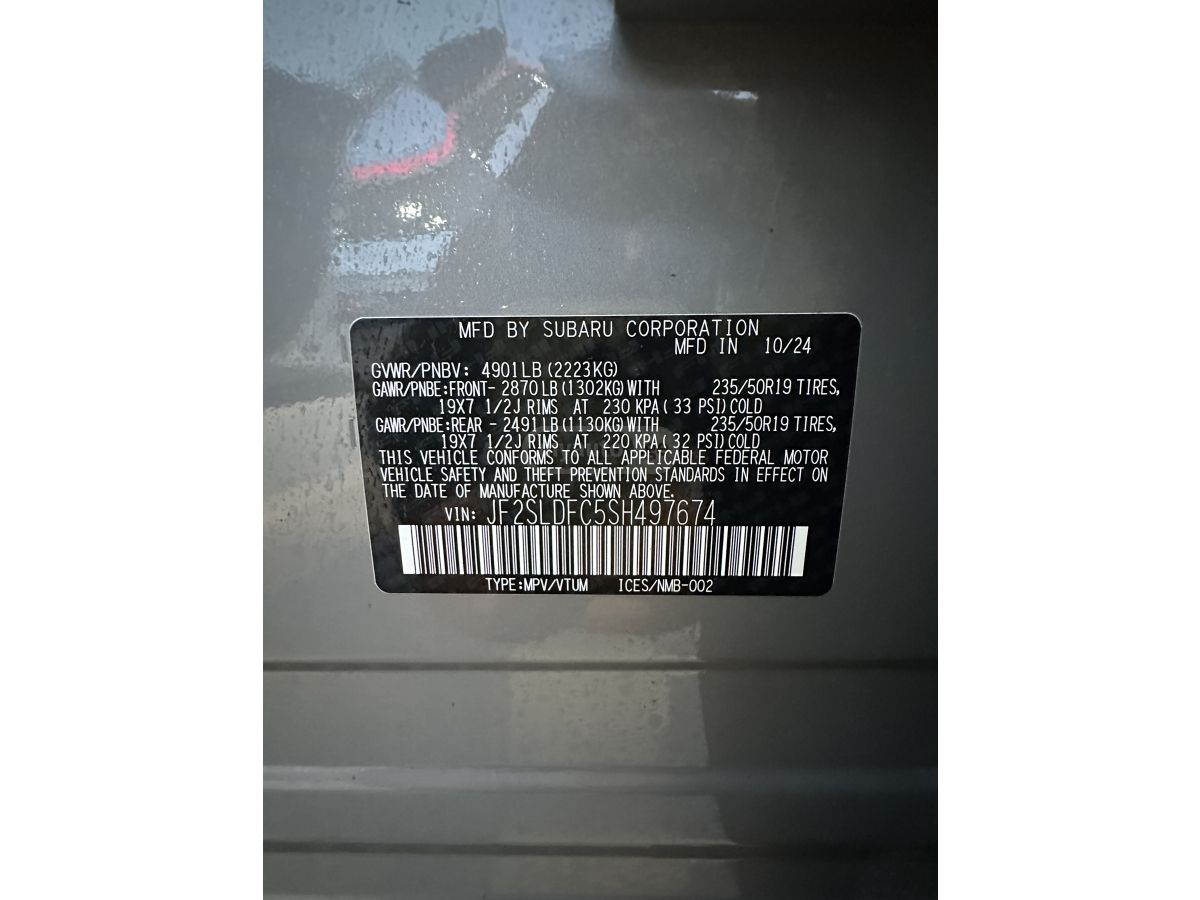 MFD BY SUBARU CORPORATION
MFD IN 10/24
GVWR/PNBV: 4901LB(2223KG)
GAWR/PNBE:FRONT- 2870LB(1302KG)WITH 235/50R19 TIRES,
19X7 1/2J RIMS AT 230 KPA( 33 PSI)COLD
GAWR/PNBE:REAR - 2491LB(1130KG)WITH 235/50R19 TIRES,
19X7 1/2J RIMS AT 220 KPA( 32 PSI)COLD
THIS VEHICLE CONFORMS TO ALL APPLICABLE FEDERAL MOTOR
VEHICLE SAFETY AND THEFT PREVENTION STANDARDS IN EFFECT ON
THE DATE OF MANUFACTURE SHOWN ABOVE.
VIN: JF2SLDFC5SH497674
TYPE:MPV/VTUM ICES/NMB-002